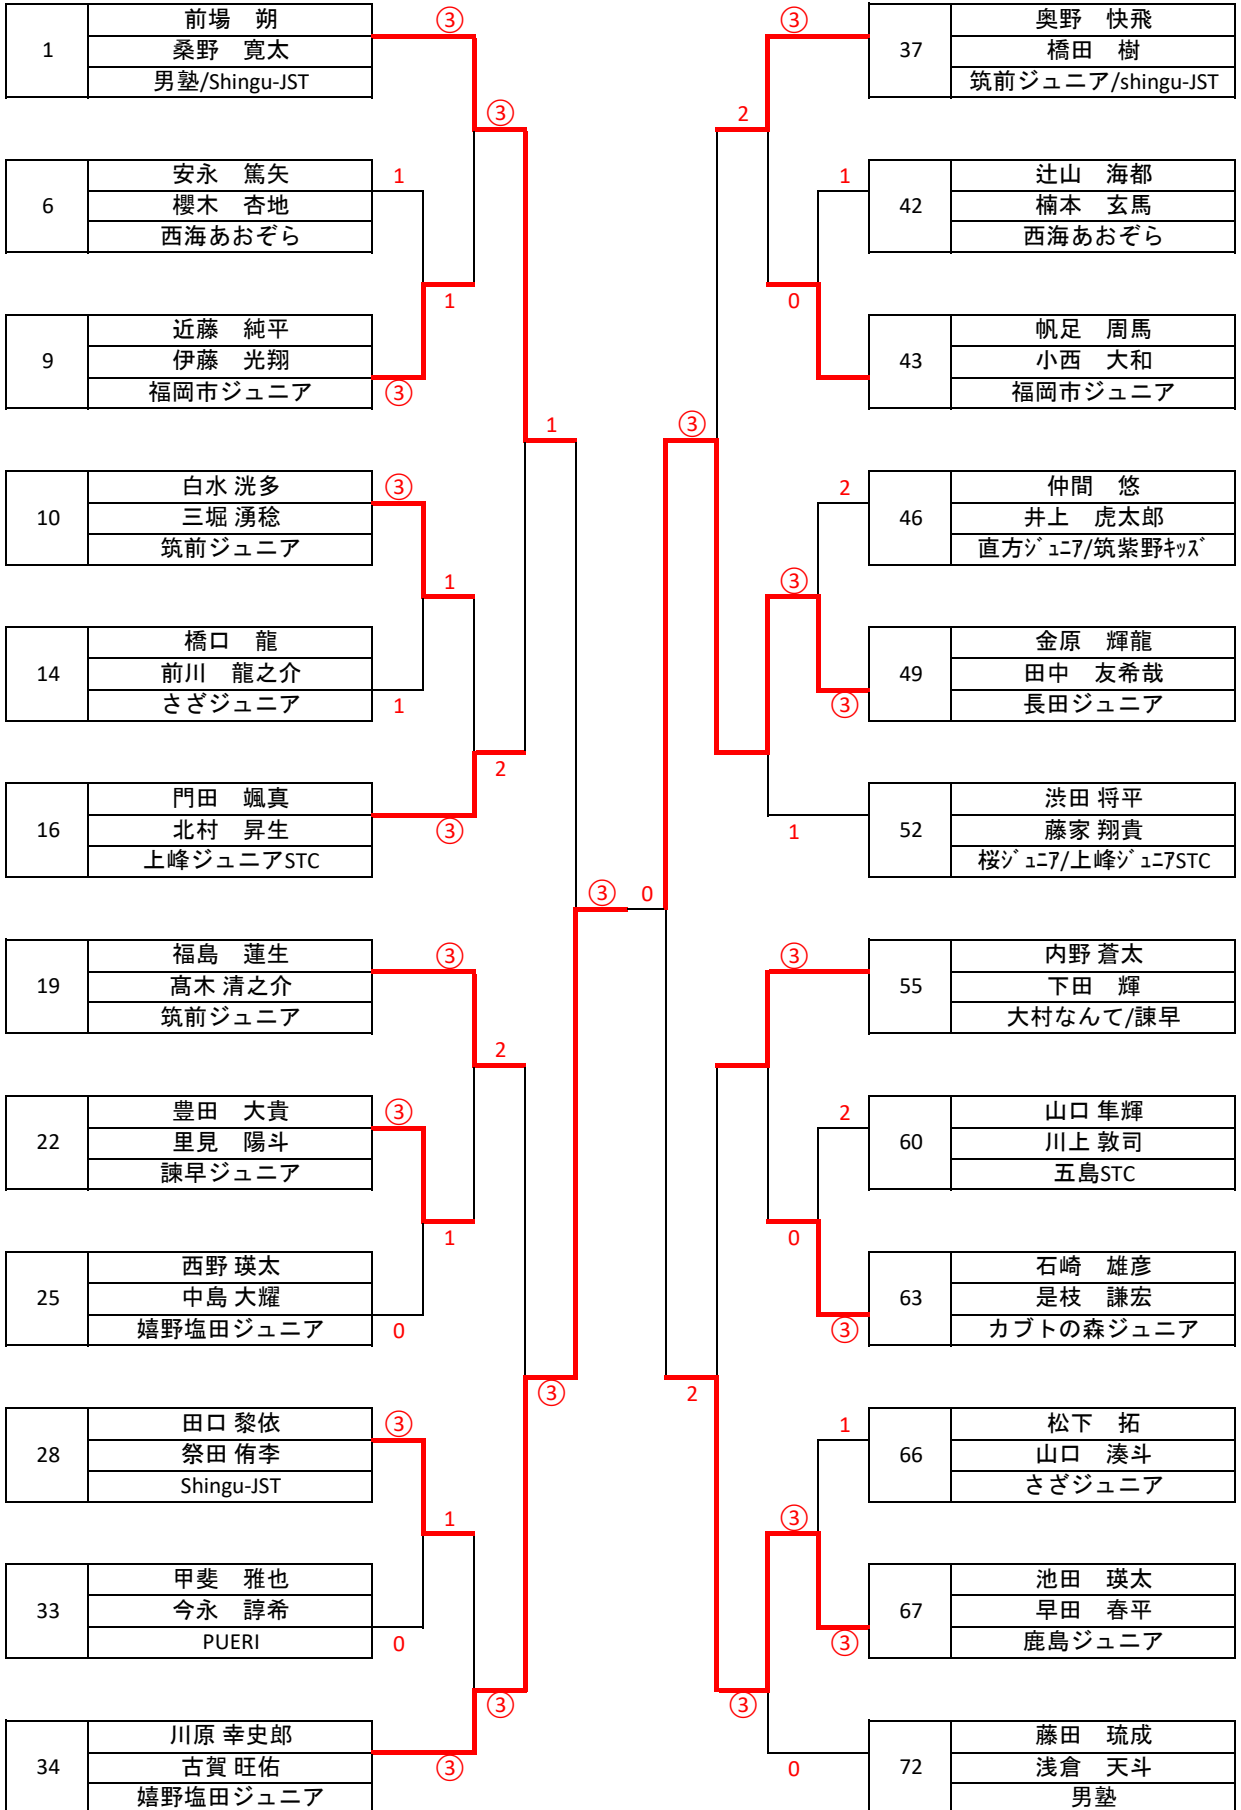 前場　朔
1
桑野　寛太
男塾/Shingu-JST
③
③
安永　篤矢
6
櫻木　杏地
西海あおぞら
1
1
近藤　純平
9
伊藤　光翔
福岡市ジュニア
③
1
白水 洸多
10
三堀 湧稔
筑前ジュニア
③
1
橋口　龍
14
前川　龍之介
さざジュニア
1
2
門田　颯真
16
北村　昇生
上峰ジュニアSTC
③
③
0
福島　蓮生
19
髙木 清之介
筑前ジュニア
③
2
豊田　大貴
22
里見　陽斗
諫早ジュニア
③
1
西野 瑛太
25
中島 大耀
嬉野塩田ジュニア
0
③
田口 黎依
28
祭田 侑李
Shingu-JST
③
1
甲斐　雅也
33
今永　諄希
PUERI
0
③
川原 幸史郎
34
古賀 旺佑
嬉野塩田ジュニア
③
③
奥野　快飛
37
橋田　樹
筑前ジュニア/shingu-JST
2
1
辻山　海都
42
楠本　玄馬
西海あおぞら
0
帆足　周馬
43
小西　大和
福岡市ジュニア
③
2
仲間　悠
46
井上　虎太郎
直方ｼﾞｭﾆｱ/筑紫野ｷｯｽﾞ
③
金原　輝龍
49
田中　友希哉
長田ジュニア
③
渋田 将平
52
藤家 翔貴
桜ｼﾞｭﾆｱ/上峰ｼﾞｭﾆｱSTC
1
③
内野 蒼太
55
下田　輝
大村なんて/諫早
2
山口 隼輝
60
川上 敦司
五島STC
0
石崎　雄彦
63
是枝　謙宏
カブトの森ジュニア
③
2
1
松下　拓
66
山口　湊斗
さざジュニア
③
池田　瑛太
67
早田　春平
鹿島ジュニア
③
③
藤田　琉成
72
浅倉　天斗
男塾
0